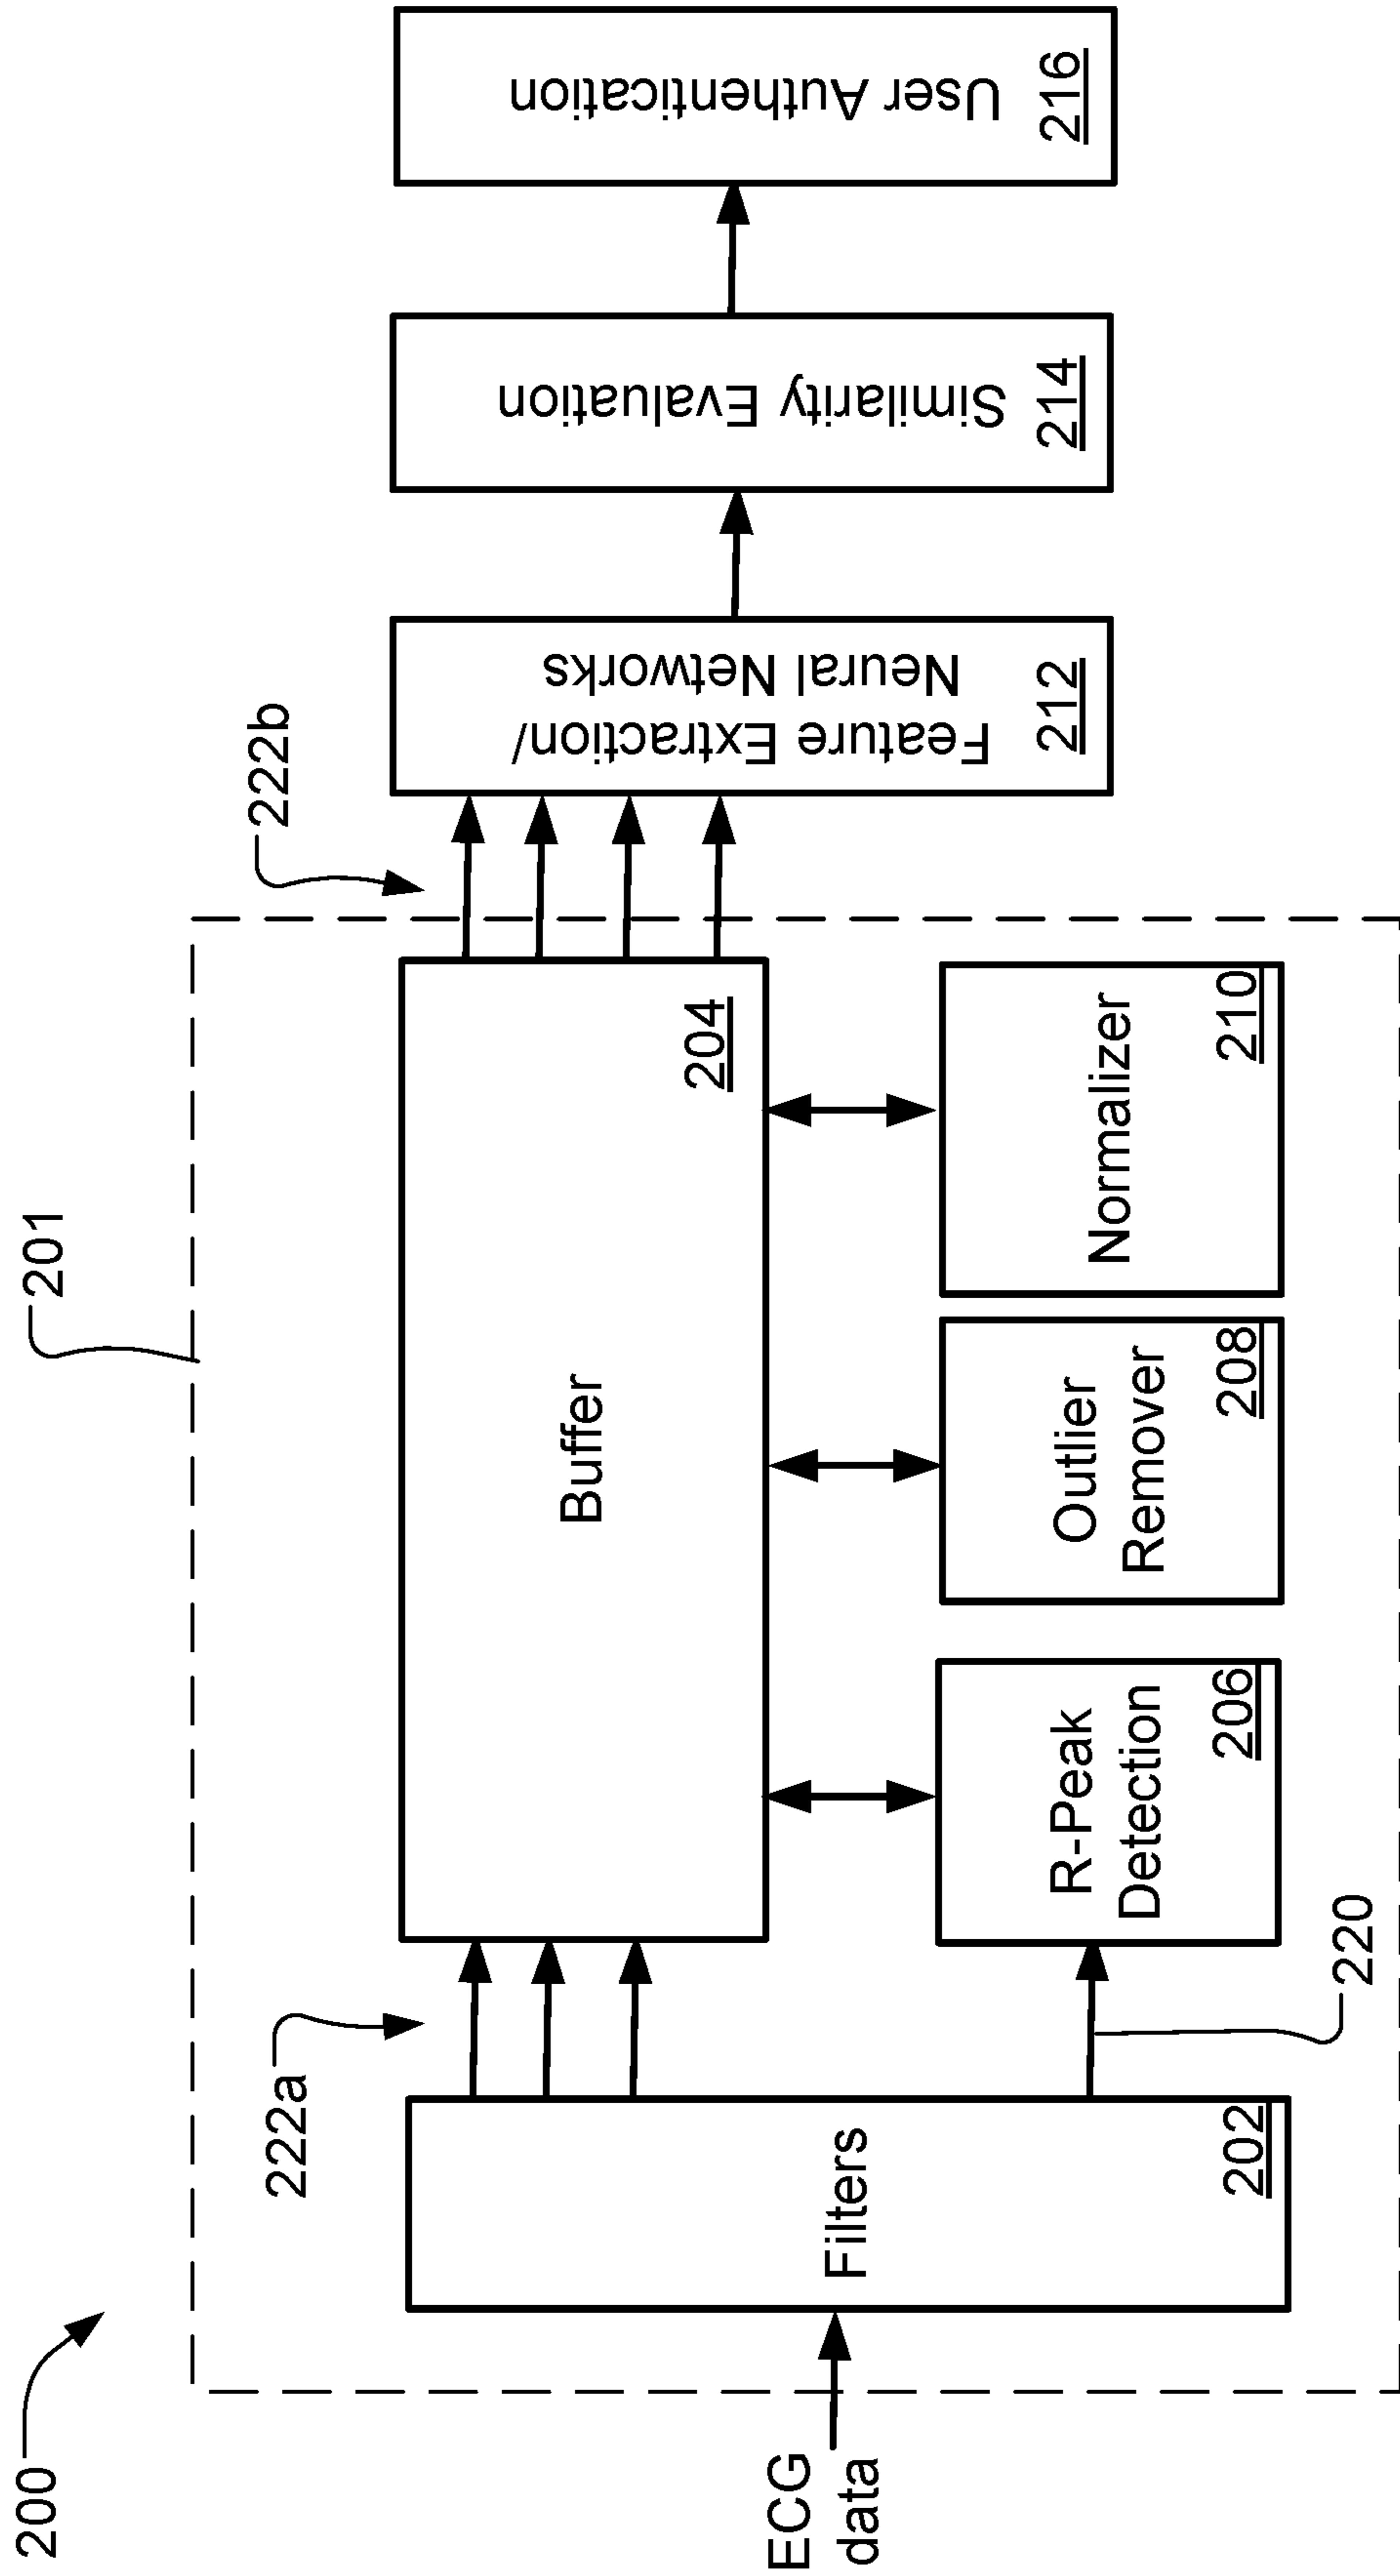 200
201
ECG
data
Filters
202
222a
220
Buffer
204
R-Peak
Detection
206
Outlier
Remover
208
Normalizer
210
222b
Feature Extraction/
Neural Networks
212
Similarity Evaluation
214
User Authentication
216